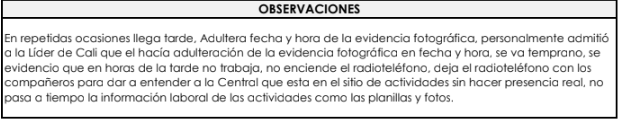 OBSERVACIONES
En repetidas ocasiones llega tarde, Adultera fecha y hora de la evidencia fotográfica, personalmente admitió
a la Líder de Cali que el hacía adulteración de la evidencia fotográfica en fecha y hora, se va temprano, se
evidencio que en horas de la tarde no trabaja, no enciende el radioteléfono, deja el radioteléfono con los
compañeros para dar a entender a la Central que esta en el sitio de actividades sin hacer presencia real, no
pasa a tiempo la información laboral de las actividades como las planillas y fotos.